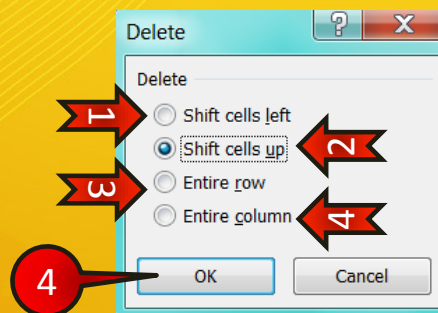 Delete
? X
Delete
1 Shift cells left
Shift cells up 2
3 Entire row
Entire column 4
4 OK Cancel